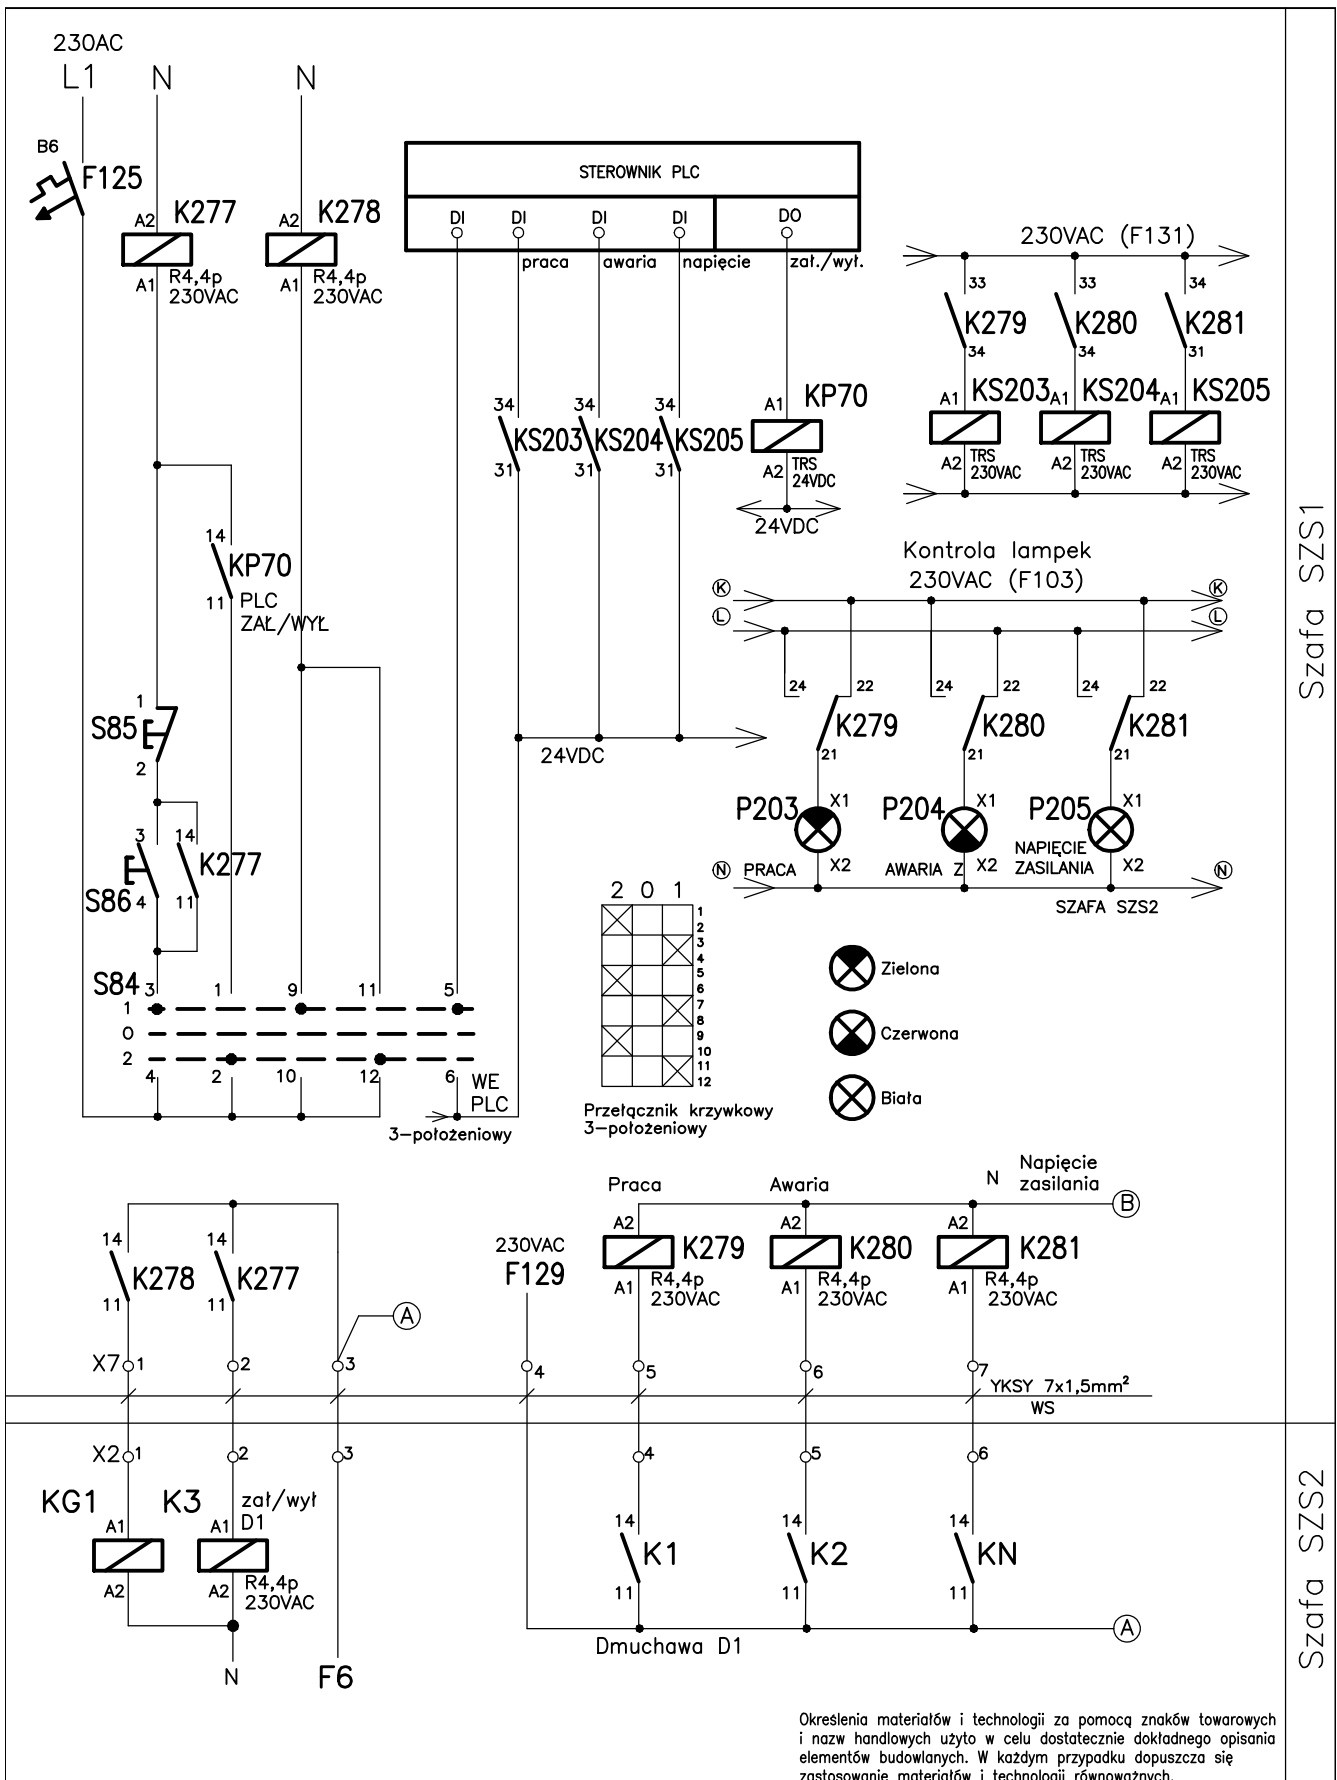 230AC
L1
N
N
B6
F125
A2
K277
A2
K278
A1
R4,4p
230VAC
A1
R4,4p
230VAC
STEROWNIK PLC
DI
DI
DI
DI
DO
praca
awaria
napięcie
zał./wył.
230VAC (F131)
33
33
34
K279
K280
K281
34
34
31
A1
KS203
A1
KS204
A1
KS205
A2
TRS
230VAC
A2
TRS
230VAC
A2
TRS
230VAC
34
34
34
KS203
KS204
KS205
31
31
31
A1
KP70
A2
TRS
24VDC
24VDC
14
KP70
11
PLC
ZAŁ/WYŁ
Kontrola lampek
230VAC (F103)
K
K
L
L
24
22
24
22
24
22
K279
K280
K281
21
21
21
24VDC
1
S85
2
3
14
K277
S86
4
11
P203
X1
P204
X1
P205
X1
NAPIĘCIE
ZASILANIA
N
PRACA
X2
AWARIA Z
X2
X2
N
SZAFA SZS2
S84
3
1
9
11
5
1
0
2
4
2
10
12
6
WE
PLC
3-położeniowy
2 0 1
1
2
3
4
5
6
7
8
9
10
11
12
Przełącznik krzywkowy
3-położeniowy
Zielona
Czerwona
Biała
Praca
Awaria
N
Napięcie
zasilania
B
14
14
K278
K277
11
11
A
230VAC
F129
A2
K279
A2
K280
A2
K281
A1
R4,4p
230VAC
A1
R4,4p
230VAC
A1
R4,4p
230VAC
X7
1
2
3
4
5
6
7
YKSY 7x1,5mm²
WS
X2
1
2
3
4
5
6
KG1
K3
zał/wył
D1
A1
A1
A2
A2
R4,4p
230VAC
N
F6
14
14
14
K1
K2
KN
11
11
11
Dmuchawa D1
A
Szafa SZS1
Szafa SZS2
Określenia materiałów i technologii za pomocą znaków towarowych
i nazw handlowych użyto w celu dostatecznie dokładnego opisania
elementów budowlanych. W każdym przypadku dopuszcza się
zastosowanie materiałów i technologii równoważnych.